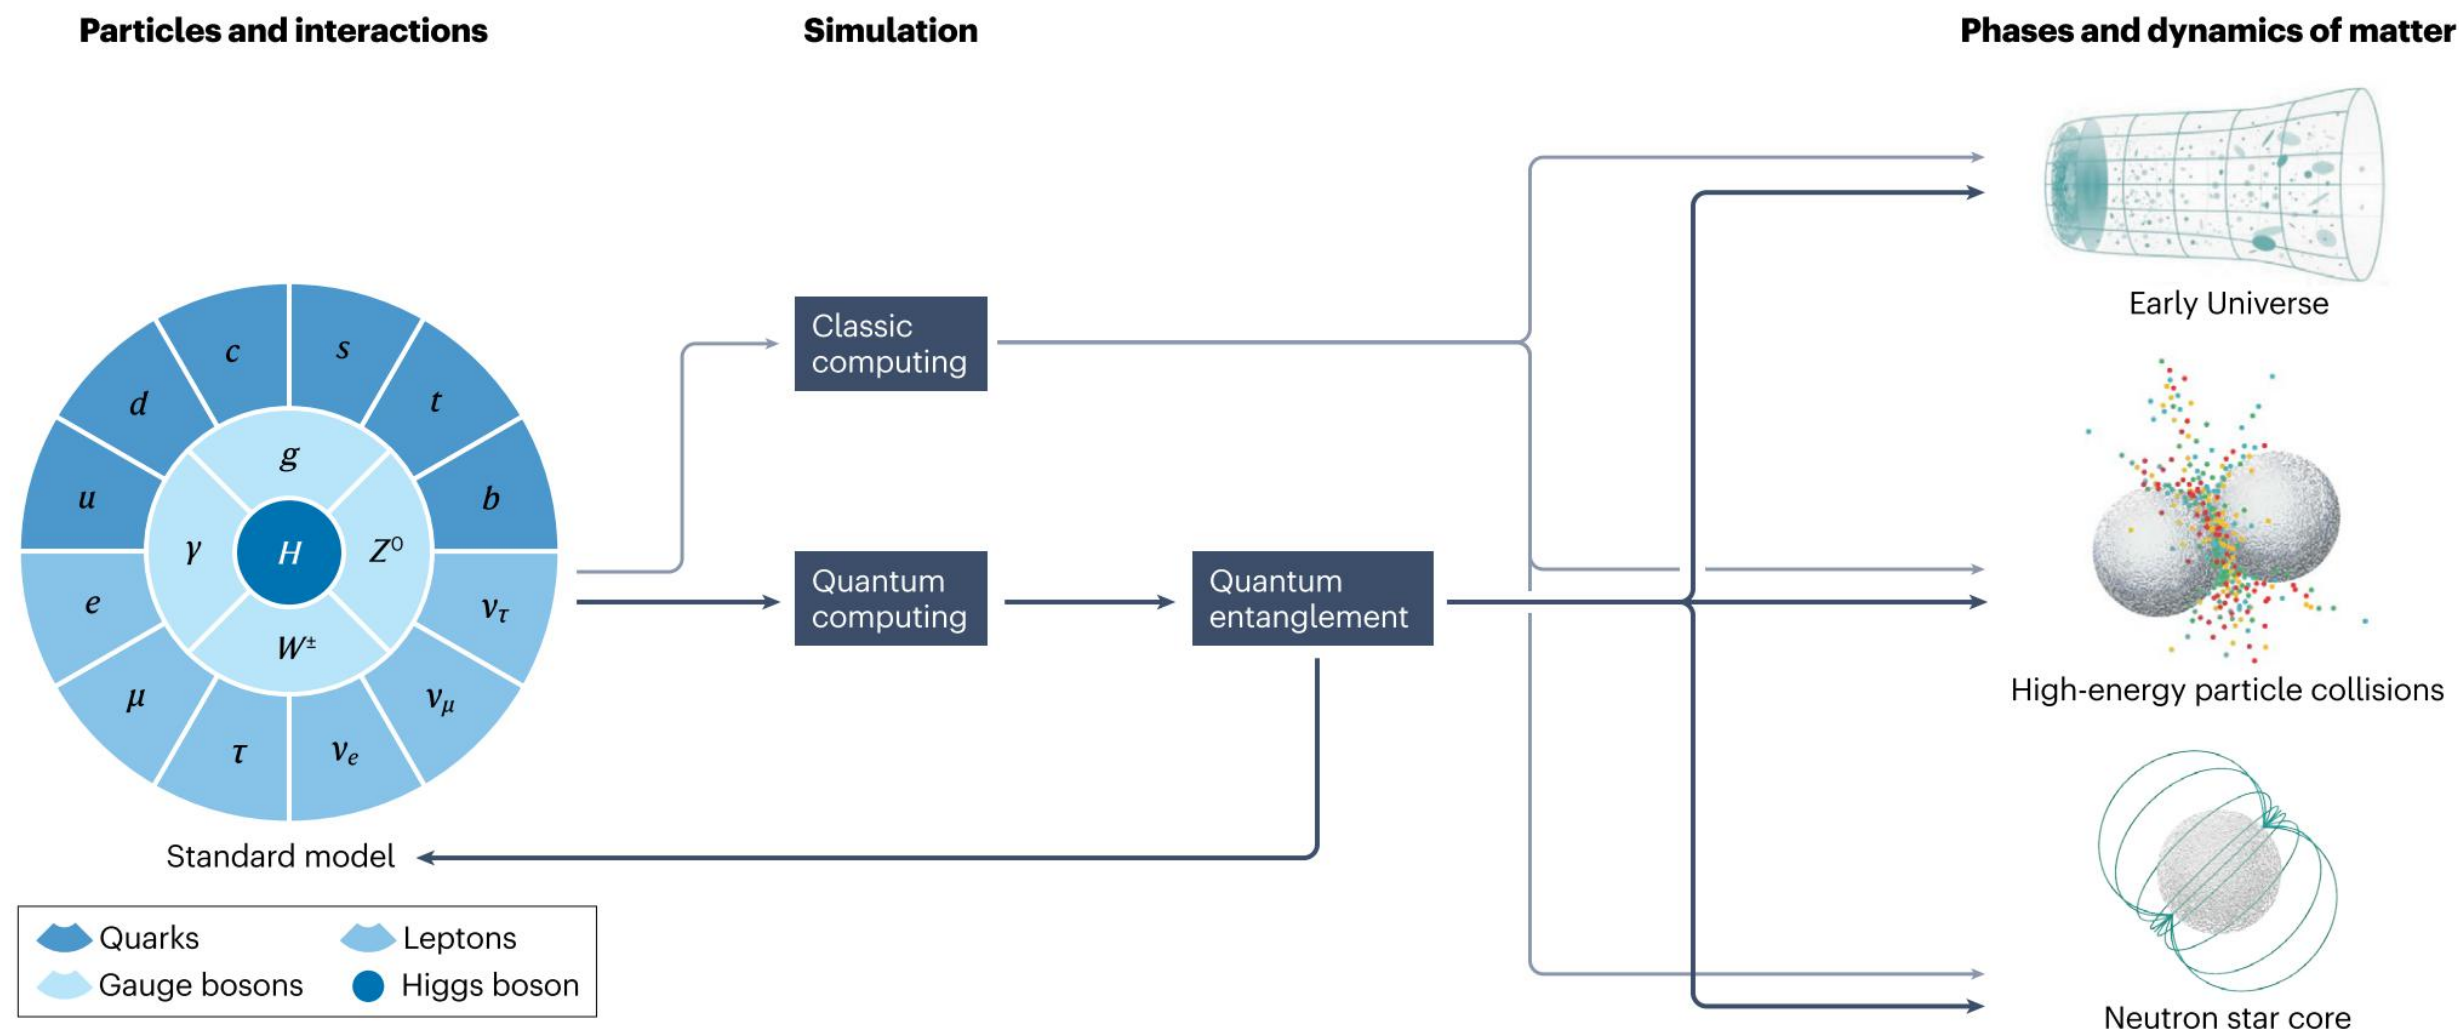 Particles and interactions
Simulation
Phases and dynamics of matter
c
s
d
t
u
b
g
γ
H
Z⁰
W±
e
ντ
μ
νμ
τ
νe
Standard model
Quarks
Leptons
Gauge bosons
Higgs boson
Classic
computing
Quantum
computing
Quantum
entanglement
Early Universe
High-energy particle collisions
Neutron star core